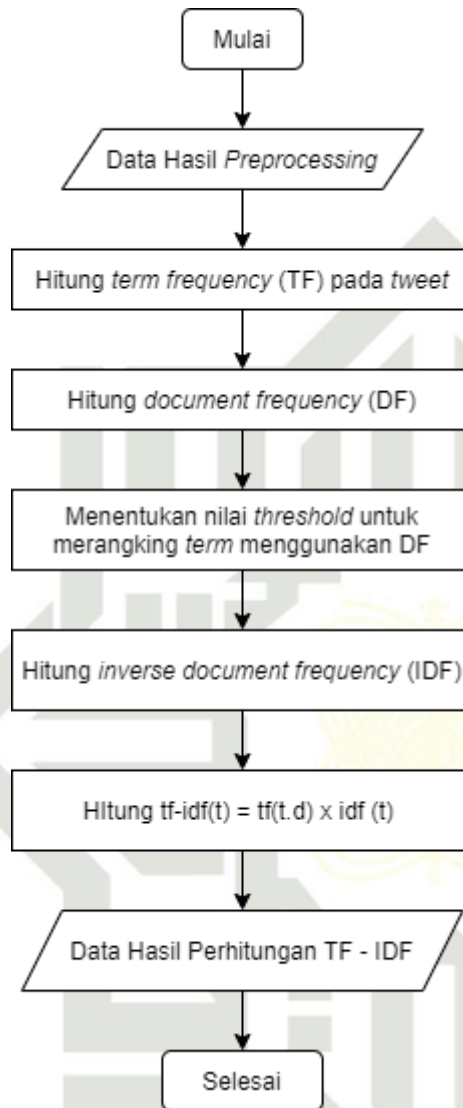 Mulai
Data Hasil Preprocessing
Hitung term frequency (TF) pada tweet
Hitung document frequency (DF)
Menentukan nilai threshold untuk
merangking term menggunakan DF
Hitung inverse document frequency (IDF)
HItung tf-idf(t) = tf(t.d) x idf (t)
Data Hasil Perhitungan TF - IDF
Selesai